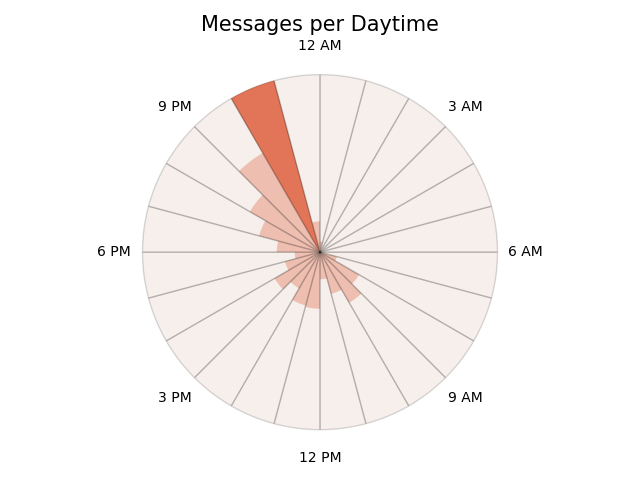 Messages per Daytime
12 AM
9 PM
3 AM
6 PM
6 AM
3 PM
9 AM
12 PM